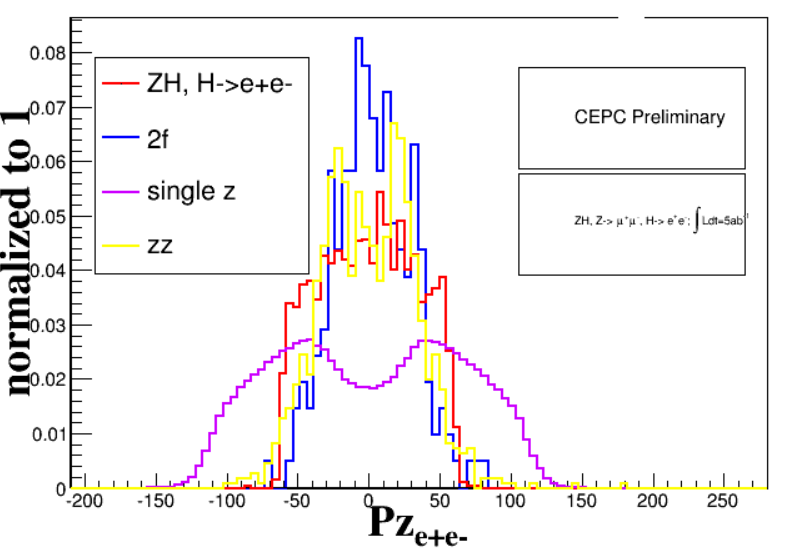 0.08
0.07
0.06
0.05
0.04
0.03
0.02
0.01
0
normalized to 1
ZH, H->e+e-
2f
single z
zz
CEPC Preliminary
ZH, Z-> μ⁺μ⁻, H-> e⁺e⁻; ∫ Ldt=5ab⁻¹
-200 -150 -100 -50 0 50 100 150 200 250
Pz e+e-